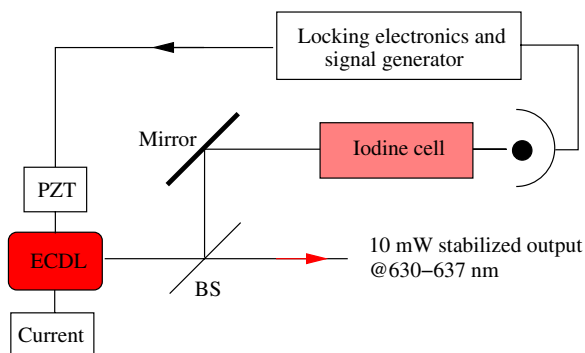 Locking electronics and
signal generator
Mirror
Iodine cell
PZT
ECDL
10 mW stabilized output
@630−637 nm
BS
Current